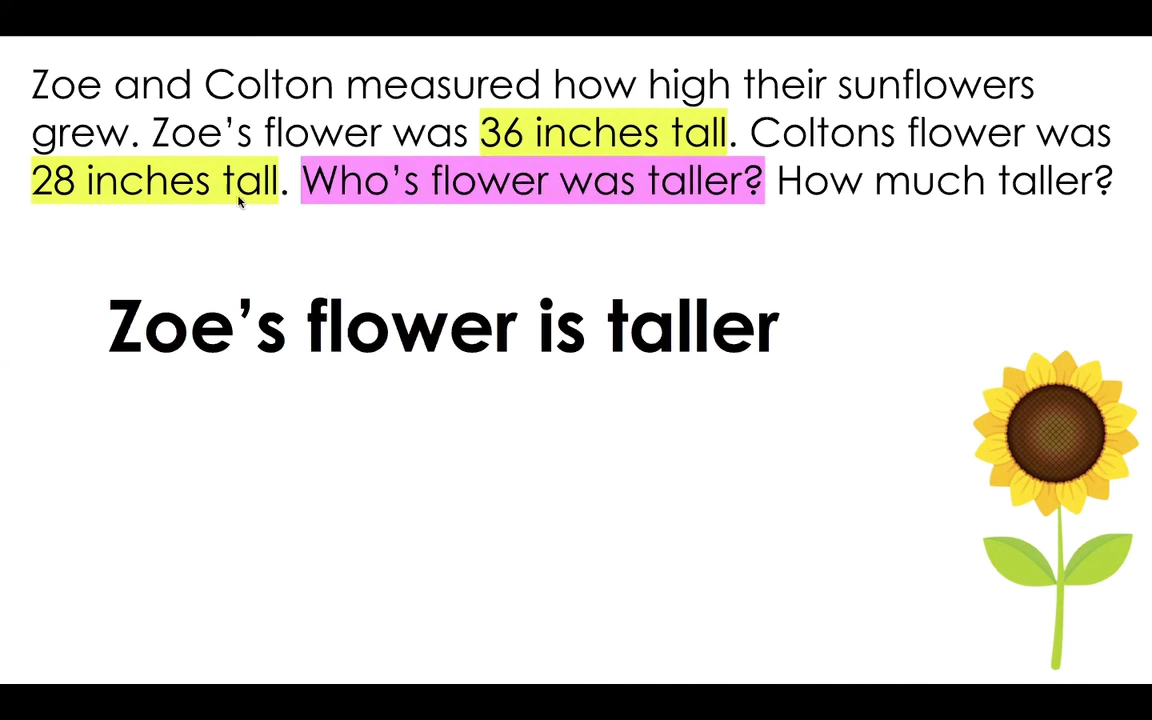 Zoe and Colton measured how high their sunflowers
grew. Zoe’s flower was 36 inches tall. Coltons flower was
28 inches tall. Who’s flower was taller? How much taller?
Zoe’s flower is taller